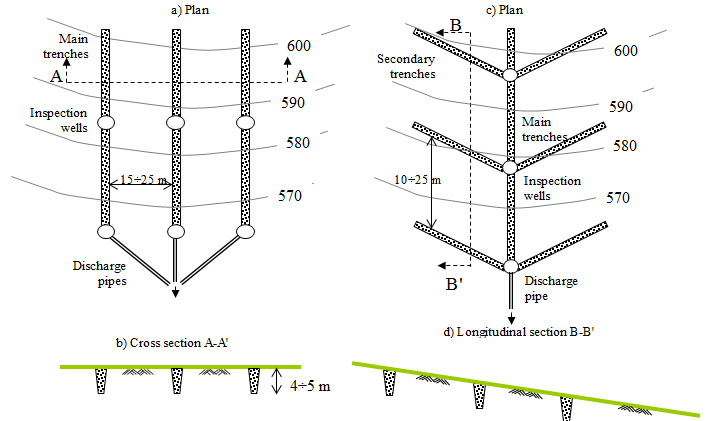 a) Plan
Main
trenches
600
A
A
590
Inspection
wells
580
15÷25 m
570
Discharge
pipes
b) Cross section A-A'
4÷5 m
c) Plan
B
600
Secondary
trenches
590
Main
trenches
580
10÷25 m
Inspection
wells
570
B'
Discharge
pipe
d) Longitudinal section B-B'